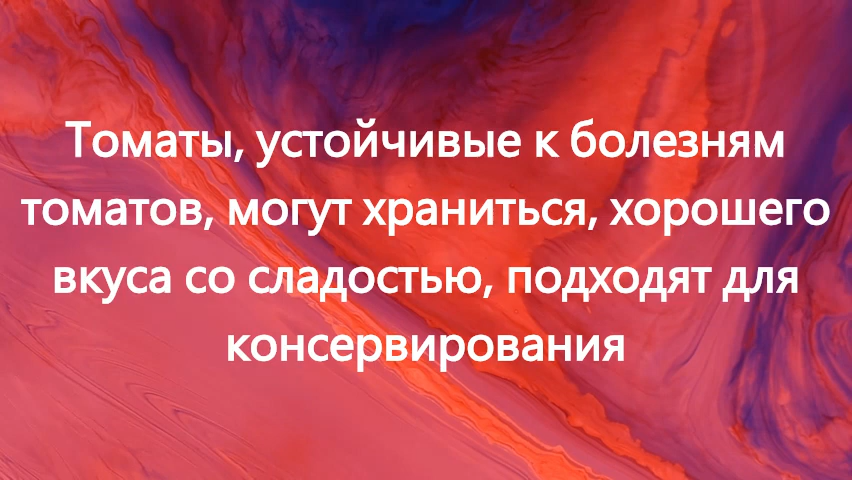 Томаты, устойчивые к болезням
томатов, могут храниться, хорошего
вкуса со сладостью, подходят для
консервирования